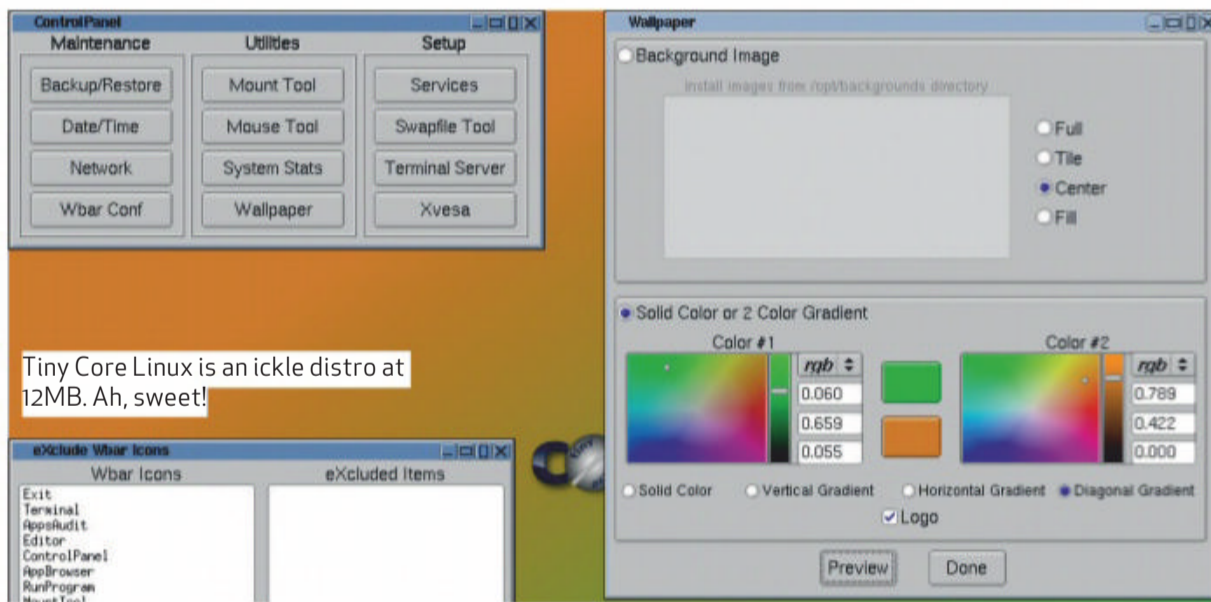 ControlPanel
Maintenance Utilities Setup
Backup/Restore Mount Tool Services
Date/Time Mouse Tool Swapfile Tool
Network System Stats Terminal Server
Wbar Conf Wallpaper Xvesa
Wallpaper
Background Image
Install images from /opt/backgrounds directory
Full
Tile
Center
Fill
Solid Color or 2 Color Gradient
Color #1 Color #2
rgb rgb
0.060 0.789
0.659 0.422
0.055 0.000
Solid Color Vertical Gradient Horizontal Gradient Diagonal Gradient
Logo
Preview Done
Tiny Core Linux is an ickle distro at
12MB. Ah, sweet!
eXclude Wbar Icons
Wbar Icons eXcluded Items
Exit
Terminal
AppsAudit
Editor
ControlPanel
AppBrowser
RunProgram
MountTool
tiny